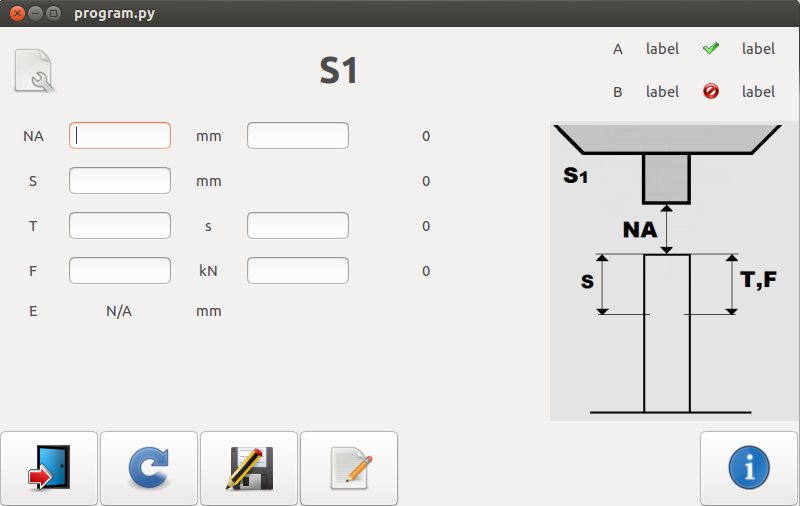 program.py
S1
A label label
B label label
NA mm 0
S mm 0
T s 0
F kN 0
E N/A mm
S1
NA
S
T,F